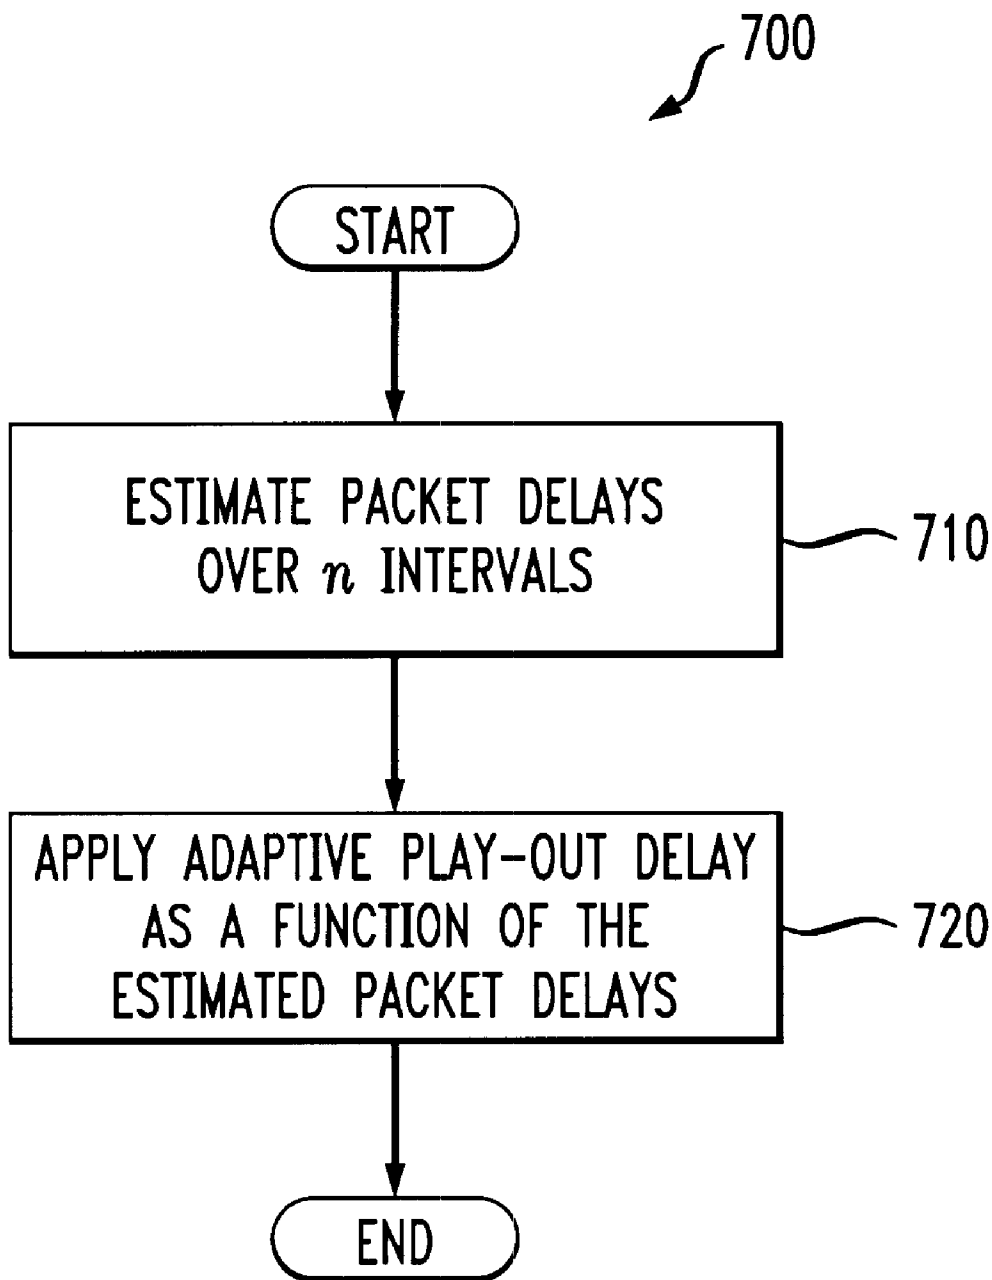 700
START
ESTIMATE PACKET DELAYS
OVER n INTERVALS
710
APPLY ADAPTIVE PLAY-OUT DELAY
AS A FUNCTION OF THE
ESTIMATED PACKET DELAYS
720
END